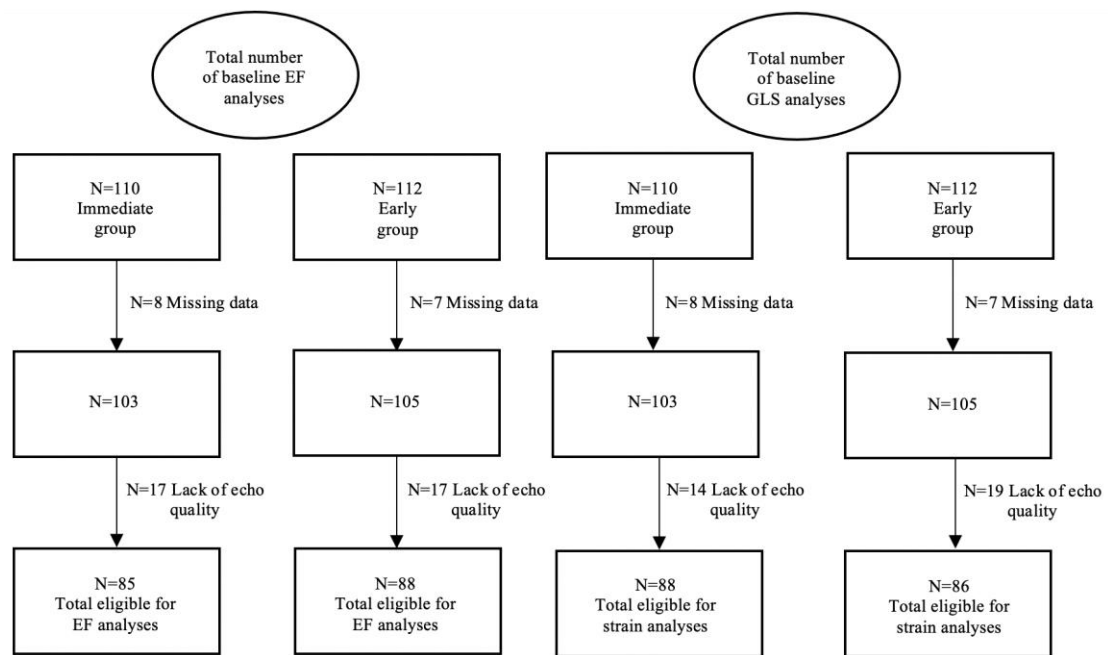 Total number
of baseline EF
analyses
Total number
of baseline
GLS analyses
N=110
Immediate
group
N=112
Early
group
N=110
Immediate
group
N=112
Early
group
N=8 Missing data
N=7 Missing data
N=8 Missing data
N=7 Missing data
N=103
N=105
N=103
N=105
N=17 Lack of echo
quality
N=17 Lack of echo
quality
N=14 Lack of echo
quality
N=19 Lack of echo
quality
N=85
Total eligible for
EF analyses
N=88
Total eligible for
EF analyses
N=88
Total eligible for
strain analyses
N=86
Total eligible for
strain analyses